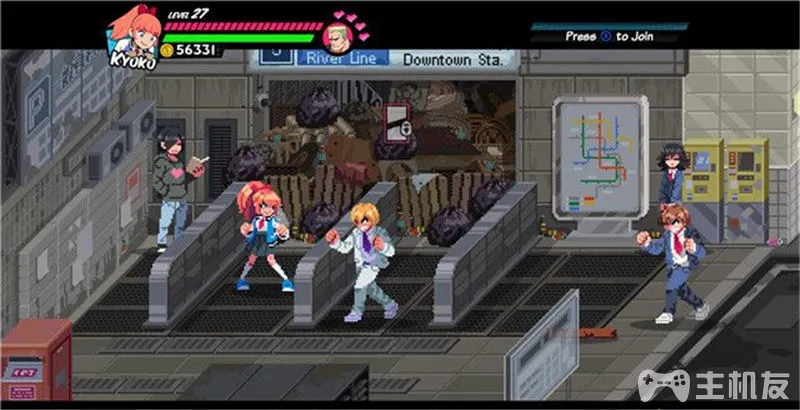 LEVEL 27
56331
KYOKO
Press X to Join
River Line
Downtown Sta.
P
主机友